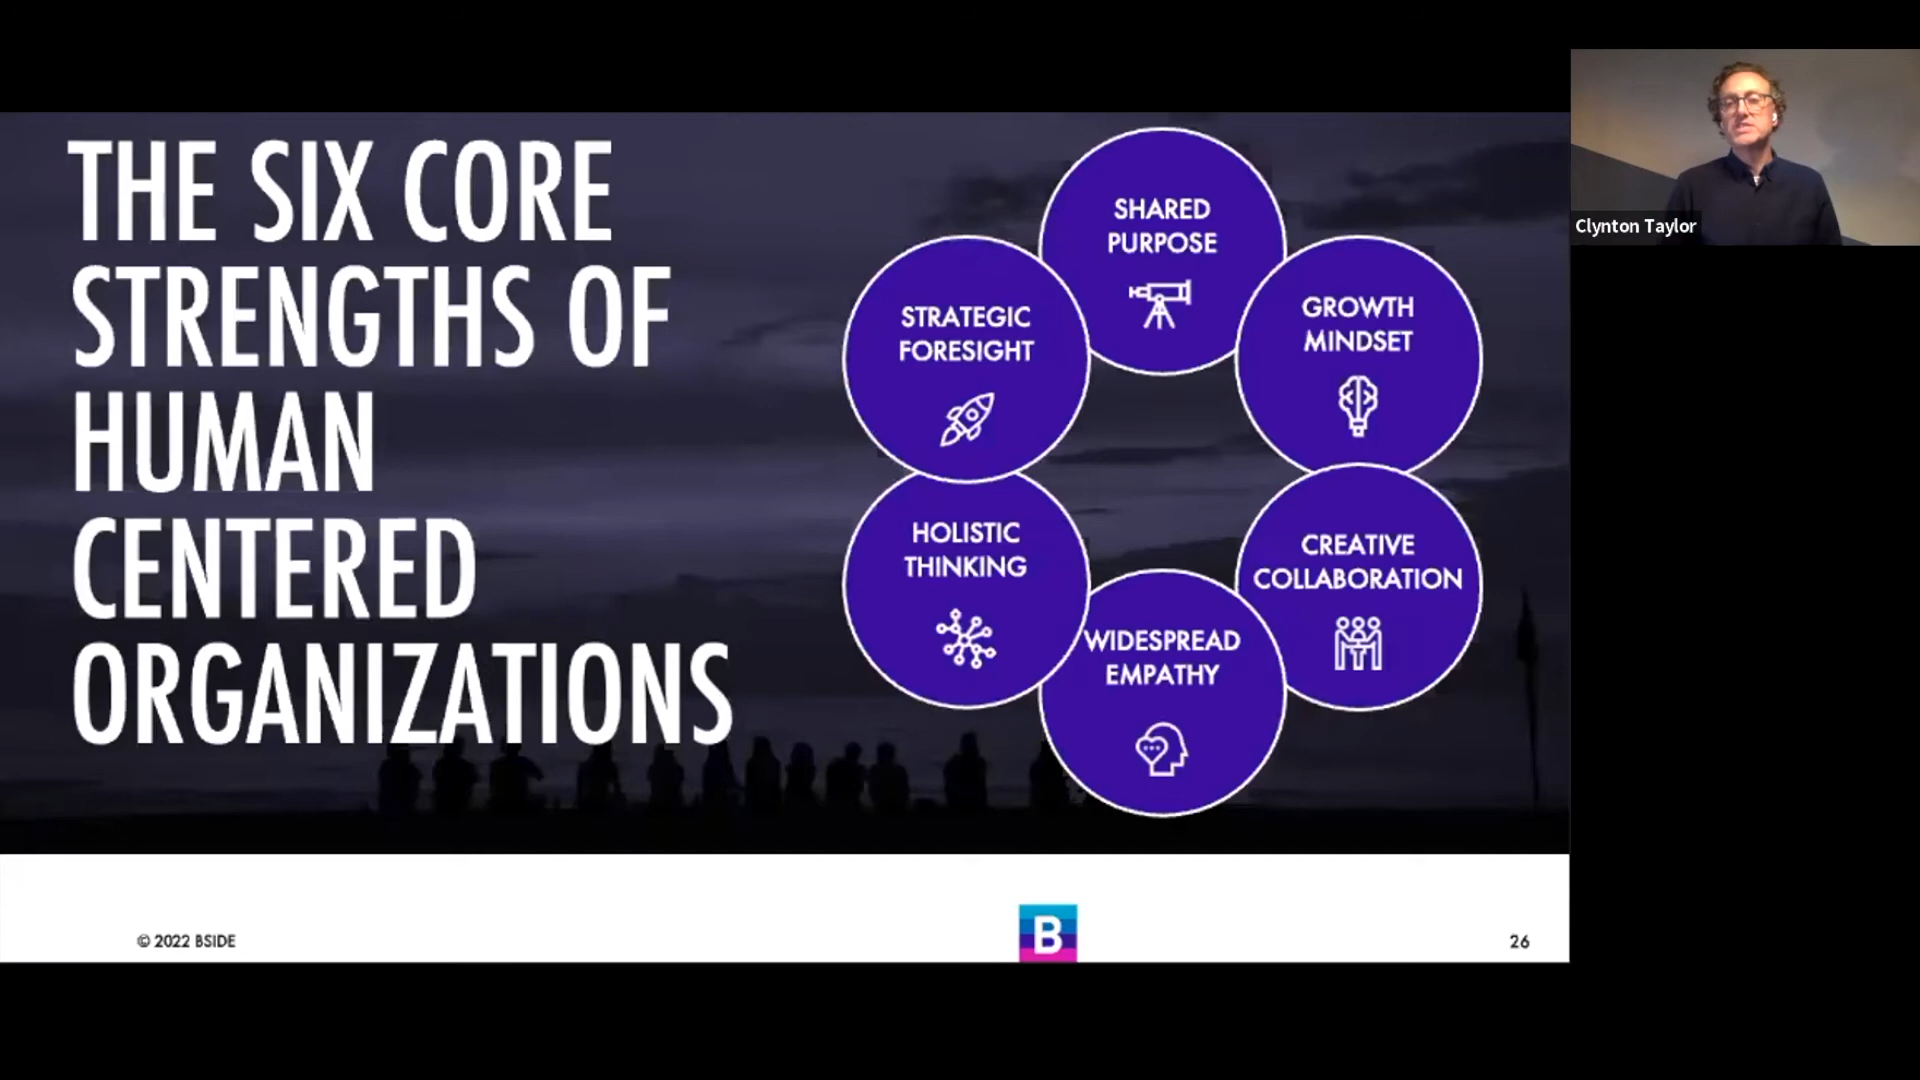 THE SIX CORE
STRENGTHS OF
HUMAN
CENTERED
ORGANIZATIONS
SHARED
PURPOSE
GROWTH
MINDSET
CREATIVE
COLLABORATION
WIDESPREAD
EMPATHY
HOLISTIC
THINKING
STRATEGIC
FORESIGHT
Clynton Taylor
© 2022 BSIDE
B
26